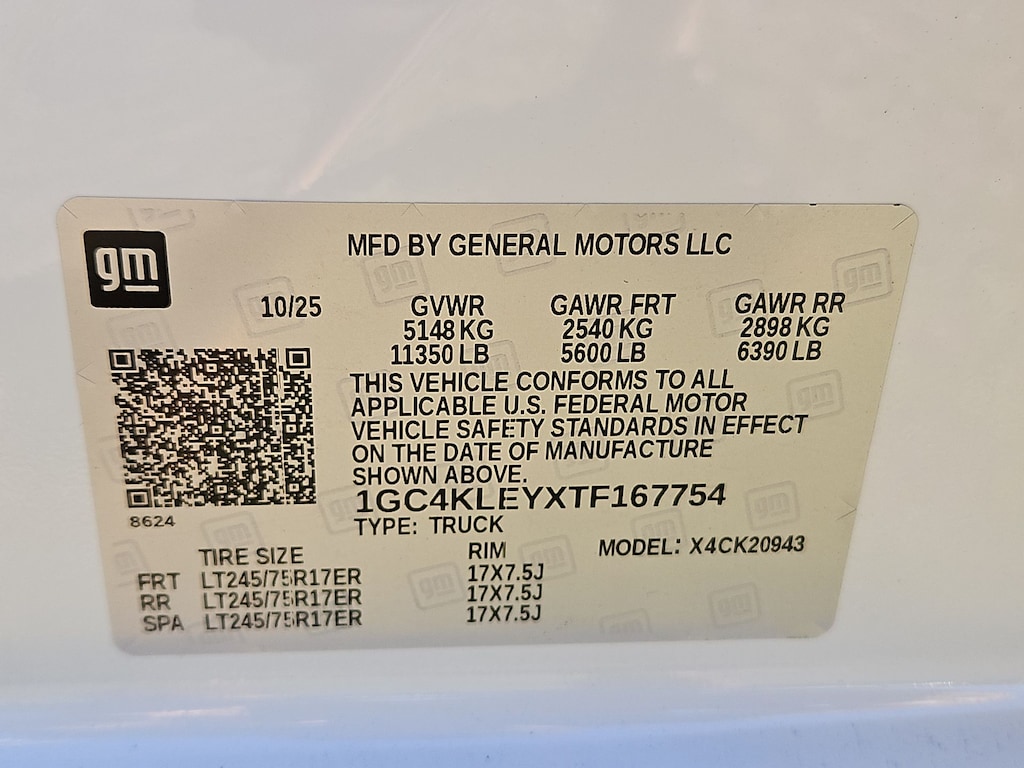 gm
MFD BY GENERAL MOTORS LLC
10/25 GVWR GAWR FRT GAWR RR
5148 KG 2540 KG 2898 KG
11350 LB 5600 LB 6390 LB
THIS VEHICLE CONFORMS TO ALL
APPLICABLE U.S. FEDERAL MOTOR
VEHICLE SAFETY STANDARDS IN EFFECT
ON THE DATE OF MANUFACTURE
SHOWN ABOVE.
1GC4KLEYXTF167754
8624
TYPE: TRUCK
TIRE SIZE RIM MODEL: X4CK20943
FRT LT245/75R17ER 17X7.5J
RR LT245/75R17ER 17X7.5J
SPA LT245/75R17ER 17X7.5J